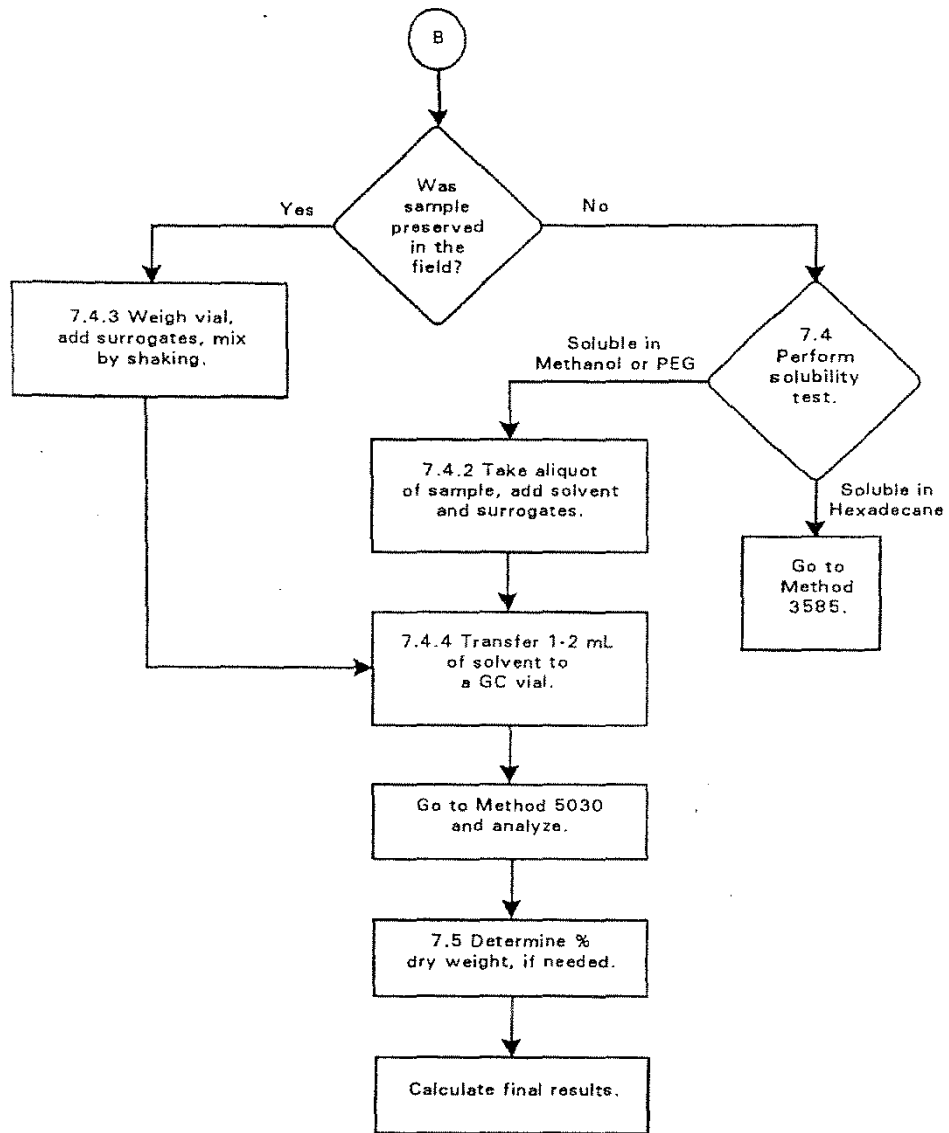 B
Was
sample
preserved
in the
field?
Yes
No
7.4.3 Weigh vial,
add surrogates, mix
by shaking.
7.4
Perform
solubility
test.
Soluble in
Methanol or PEG
7.4.2 Take aliquot
of sample, add solvent
and surrogates.
Soluble in
Hexadecane
Go to
Method
3585.
7.4.4 Transfer 1-2 mL
of solvent to
a GC vial.
Go to Method 5030
and analyze.
7.5 Determine %
dry weight, if needed.
Calculate final results.